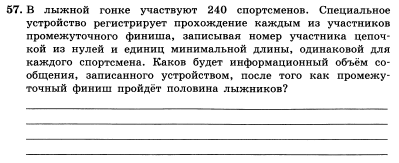 57. В лыжной гонке участвуют 240 спортсменов. Специальное
устройство регистрирует прохождение каждым из участников
промежуточного финиша, записывая номер участника цепоч-
кой из нулей и единиц минимальной длины, одинаковой для
каждого спортсмена. Каков будет информационный объём со-
общения, записанного устройством, после того как промежу-
точный финиш пройдёт половина лыжников?